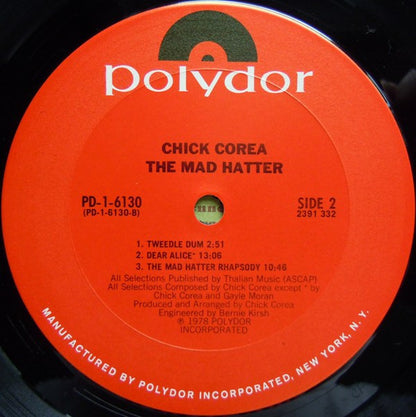 polydor
CHICK COREA
THE MAD HATTER
PD-1-6130
(PD-1-6130-B)
SIDE 2
2391 332
1. TWEEDLE DUM 2:51
2. DEAR ALICE* 13:06
3. THE MAD HATTER RHAPSODY 10:46
All Selections Published by Thalian Music (ASCAP)
All Selections Composed by Chick Corea except * by
Chick Corea and Gayle Moran
Produced and Arranged by Chick Corea
Engineered by Bernie Kirsh
℗ 1978 POLYDOR
INCORPORATED
MANUFACTURED BY POLYDOR INCORPORATED, NEW YORK, N.Y.